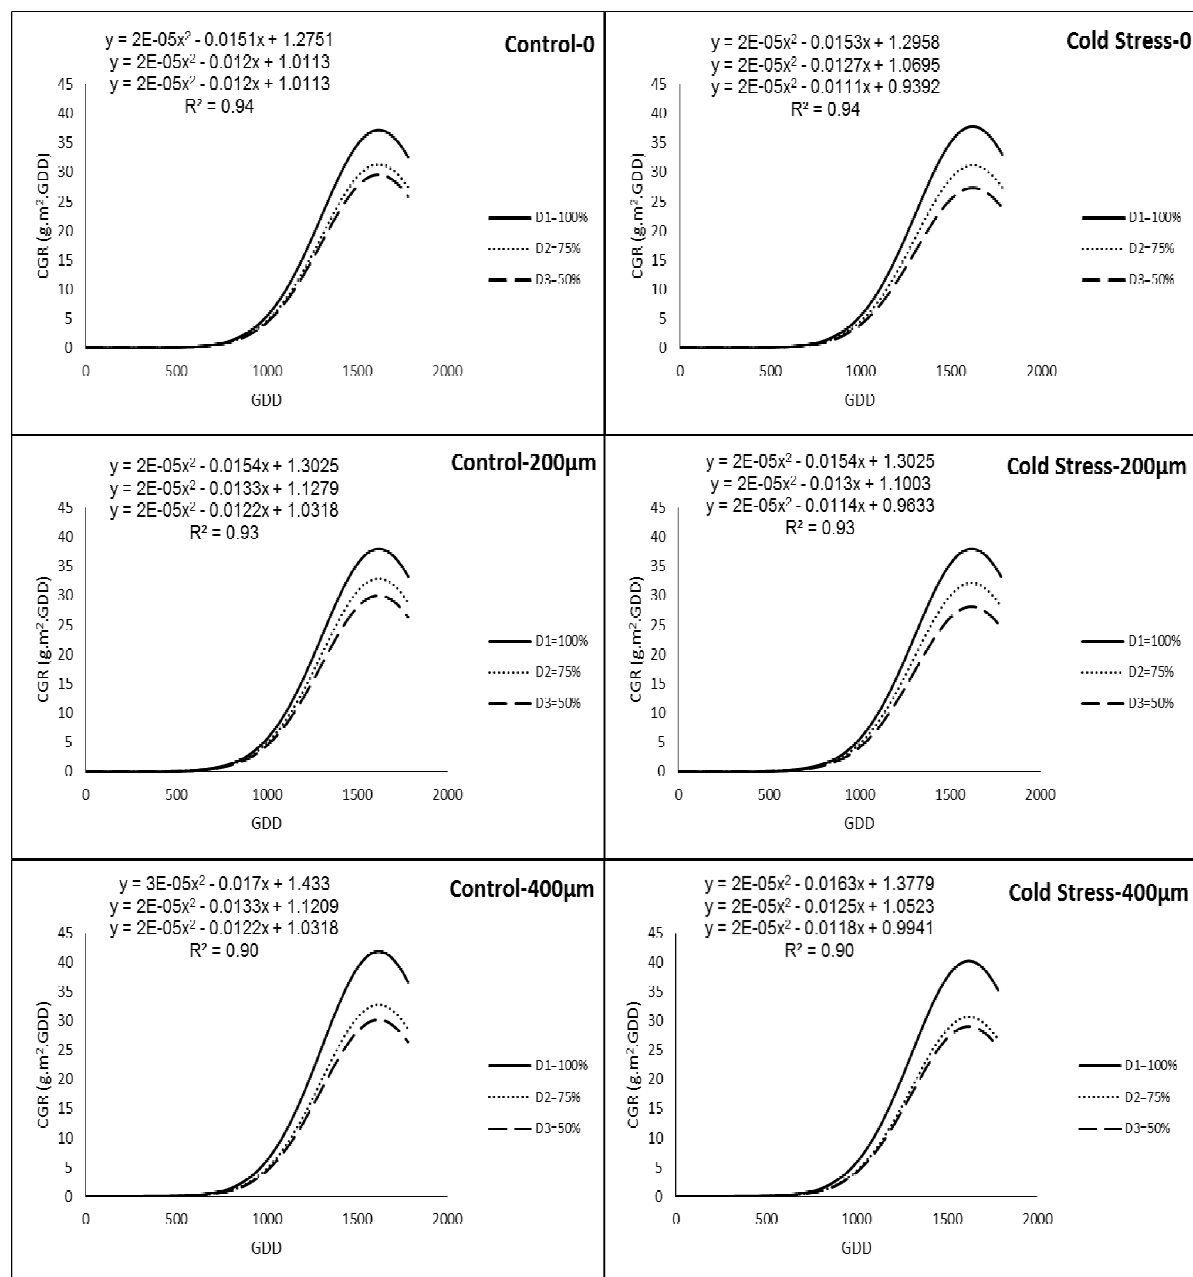 y = 2E-05x² - 0.0151x + 1.2751
y = 2E-05x² - 0.012x + 1.0113
y = 2E-05x² - 0.012x + 1.0113
R² = 0.94
Control-0
45
40
35
30
25
20
15
10
5
0
CGR (g.m².GDD)
0 500 1000 1500 2000
GDD
D1=100%
D2=75%
D3=50%
y = 2E-05x² - 0.0153x + 1.2958
y = 2E-05x² - 0.0127x + 1.0695
y = 2E-05x² - 0.0111x + 0.9392
R² = 0.94
Cold Stress-0
45
40
35
30
25
20
15
10
5
0
CGR (g.m².GDD)
0 500 1000 1500 2000
GDD
D1=100%
D2=75%
D3=50%
y = 2E-05x² - 0.0154x + 1.3025
y = 2E-05x² - 0.0133x + 1.1279
y = 2E-05x² - 0.0122x + 1.0318
R² = 0.93
Control-200µm
45
40
35
30
25
20
15
10
5
0
CGR (g.m².GDD)
0 500 1000 1500 2000
GDD
D1=100%
D2=75%
D3=50%
y = 2E-05x² - 0.0154x + 1.3025
y = 2E-05x² - 0.013x + 1.1003
y = 2E-05x² - 0.0114x + 0.9633
R² = 0.93
Cold Stress-200µm
45
40
35
30
25
20
15
10
5
0
CGR (g.m².GDD)
0 500 1000 1500 2000
GDD
D1=100%
D2=75%
D3=50%
y = 3E-05x² - 0.017x + 1.433
y = 2E-05x² - 0.0133x + 1.1209
y = 2E-05x² - 0.0122x + 1.0318
R² = 0.90
Control-400µm
45
40
35
30
25
20
15
10
5
0
CGR (g.m².GDD)
0 500 1000 1500 2000
GDD
D1=100%
D2=75%
D3=50%
y = 2E-05x² - 0.0163x + 1.3779
y = 2E-05x² - 0.0125x + 1.0523
y = 2E-05x² - 0.0118x + 0.9941
R² = 0.90
Cold Stress-400µm
45
40
35
30
25
20
15
10
5
0
CGR (g.m².GDD)
0 500 1000 1500 2000
GDD
D1=100%
D2=75%
D3=50%